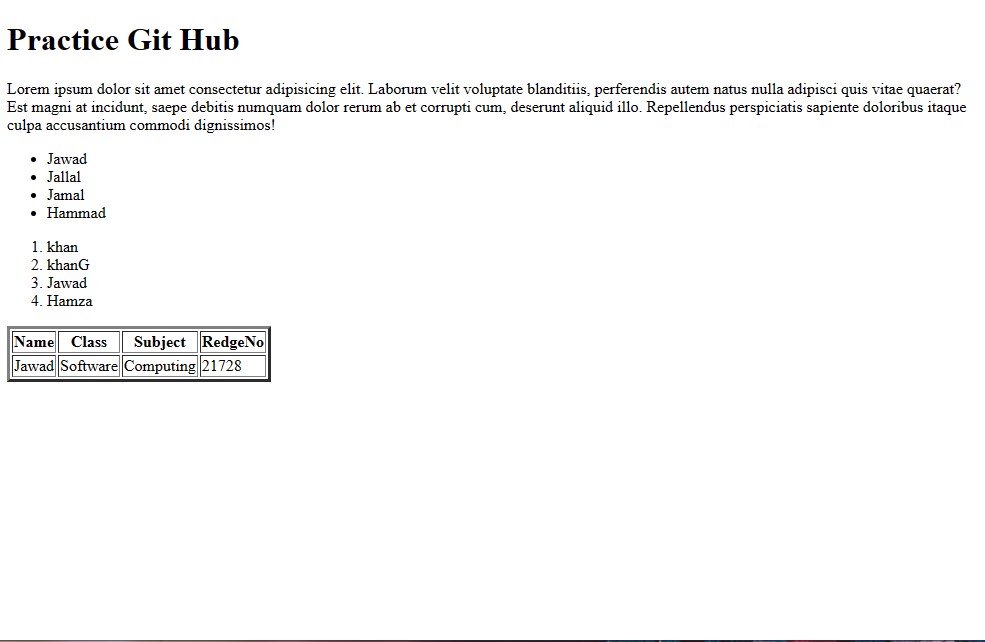 Practice Git Hub
Lorem ipsum dolor sit amet consectetur adipisicing elit. Laborum velit voluptate blanditiis, perferendis autem natus nulla adipisci quis vitae quaerat?
Est magni at incidunt, saepe debitis numquam dolor rerum ab et corrupti cum, deserunt aliquid illo. Repellendus perspiciatis sapiente doloribus itaque
culpa accusantium commodi dignissimos!
• Jawad
• Jallal
• Jamal
• Hammad
1. khan
2. khanG
3. Jawad
4. Hamza
Name Class Subject RedgeNo
Jawad Software Computing 21728